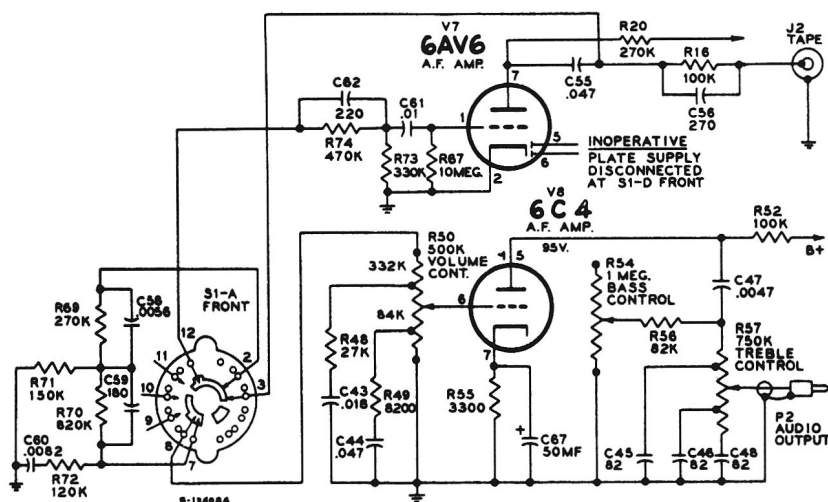 V7
6AV6
A.F. AMP.
R20
270K
J2
TAPE
7
C55
.047
R16
100K
C56
270
C62
220
C61
.01
1
R74
470K
R73
330K
R67
10MEG.
2
5
6
INOPERATIVE
PLATE SUPPLY
DISCONNECTED
AT S1-D FRONT
V8
6C4
A.F. AMP.
95V.
R52
100K
B+
R50
500K
VOLUME
CONT.
332K
84K
4 5
6
7
R54
1 MEG.
BASS
CONTROL
C47
.0047
R56
82K
R57
750K
TREBLE
CONTROL
R69
270K
C58
.0056
S1-A
FRONT
12
11
10
9
8
7
2
3
R71
150K
R70
820K
C59
180
C60
.0082
R72
120K
R48
27K
C43
.018
R49
8200
C44
.047
R55
3300
C67
50MF
C45
82
C46
82
C48
82
P2
AUDIO
OUTPUT